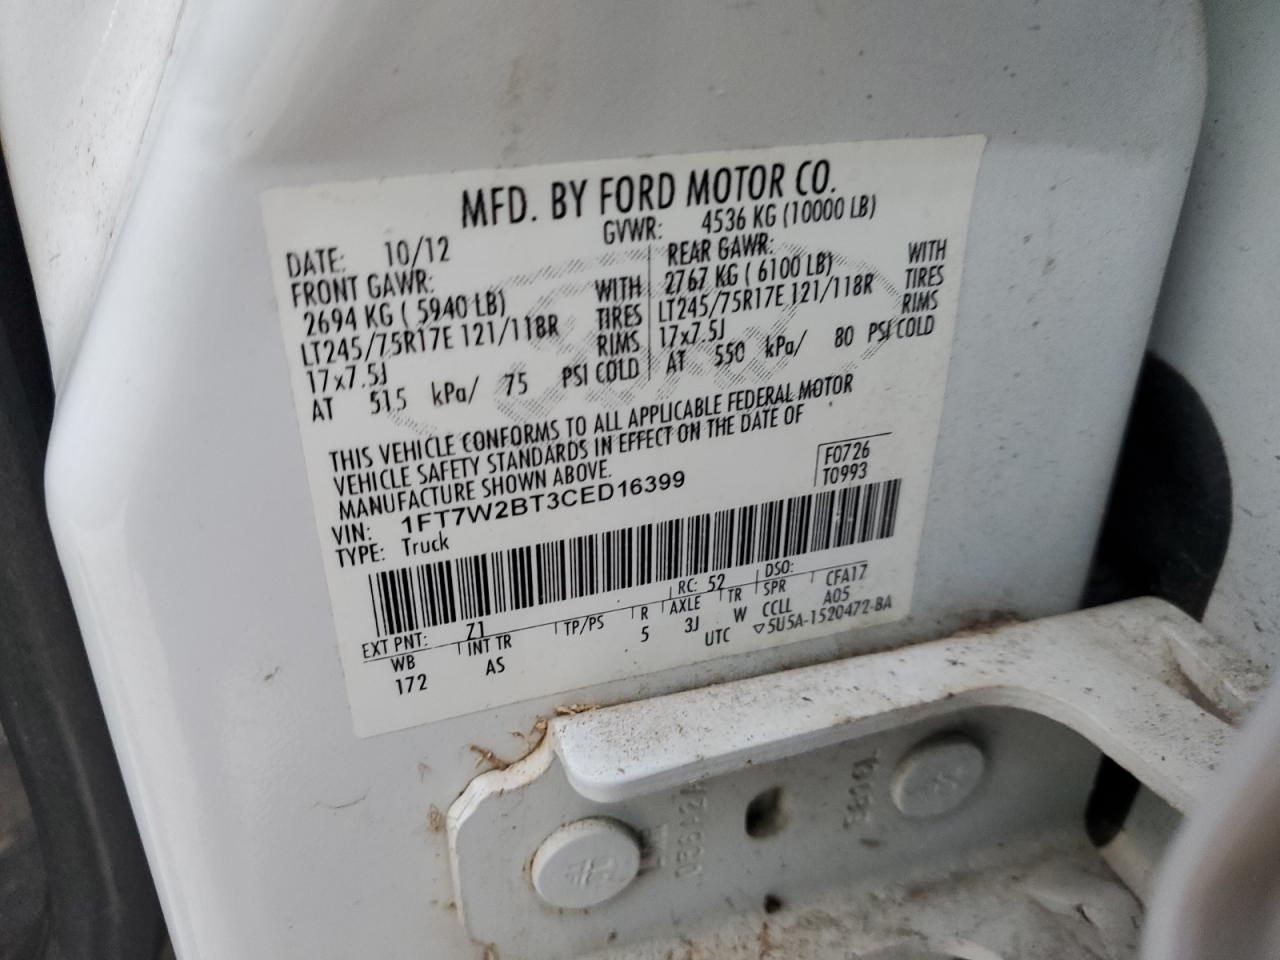 MFD. BY FORD MOTOR CO.
DATE: 10/12 GVWR: 4536 KG (10000 LB)
FRONT GAWR: REAR GAWR:
2694 KG ( 5940 LB) WITH 2767 KG ( 6100 LB) WITH
LT245/75R17E 121/118R TIRES LT245/75R17E 121/118R TIRES
17x7.5J RIMS 17x7.5J RIMS
AT 515 kPa/ 75 PSI COLD AT 550 kPa/ 80 PSI COLD
THIS VEHICLE CONFORMS TO ALL APPLICABLE FEDERAL MOTOR
VEHICLE SAFETY STANDARDS IN EFFECT ON THE DATE OF
MANUFACTURE SHOWN ABOVE.
F0726
T0993
VIN: 1FT7W2BT3CED16399
TYPE: Truck
EXT PNT: Z1 RC: 52 DSO:
WB INT TR TP/PS R AXLE TR SPR CFA17
172 AS 5 3J W CCLL A05
UTC ▽5U5A-1520472-BA